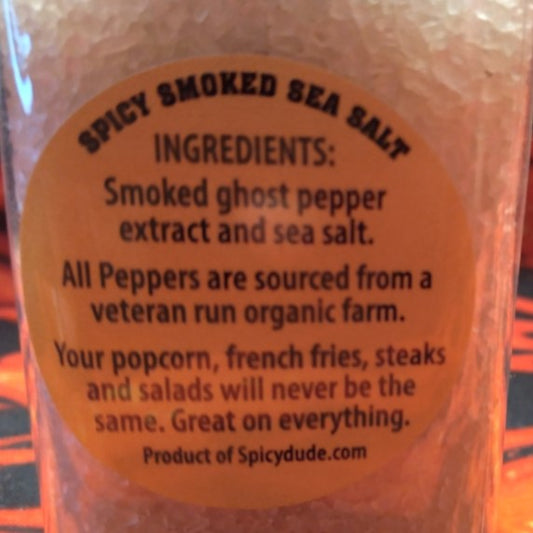 SPICY SMOKED SEA SALT
INGREDIENTS:
Smoked ghost pepper
extract and sea salt.
All Peppers are sourced from a
veteran run organic farm.
Your popcorn, french fries, steaks
and salads will never be the
same. Great on everything.
Product of Spicydude.com